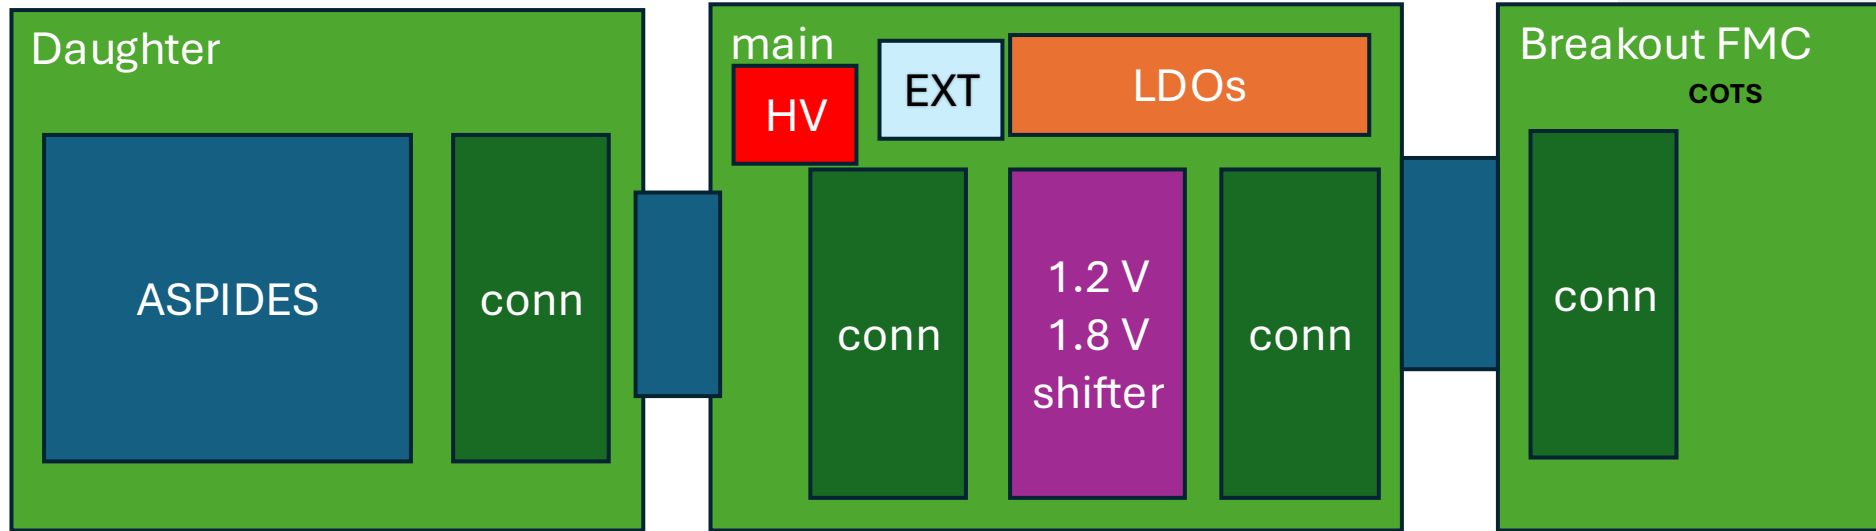 Daughter
ASPIDES
conn
main
HV
EXT
LDOs
conn
1.2 V
1.8 V
shifter
conn
Breakout FMC
COTS
conn